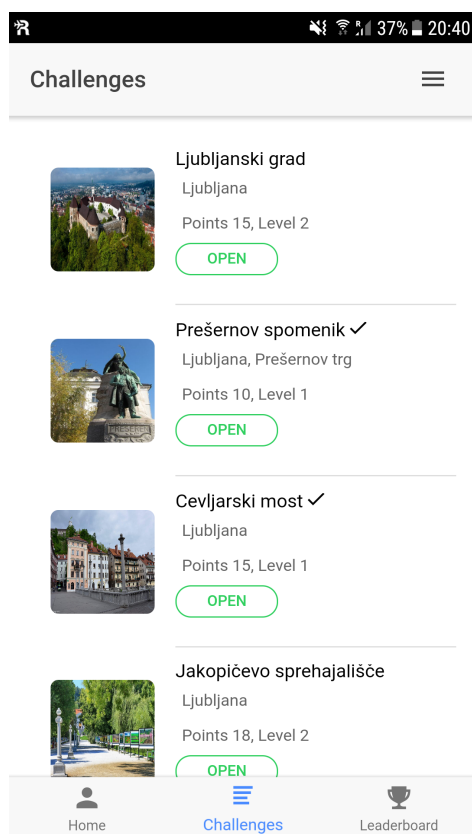 37% 20:40
Challenges
Ljubljanski grad
Ljubljana
Points 15, Level 2
OPEN
Prešernov spomenik
Ljubljana, Prešernov trg
Points 10, Level 1
PREŠEREN
OPEN
Cevljarski most
Ljubljana
Points 15, Level 1
OPEN
Jakopičevo sprehajališče
Ljubljana
Points 18, Level 2
OPEN
Home
Challenges
Leaderboard